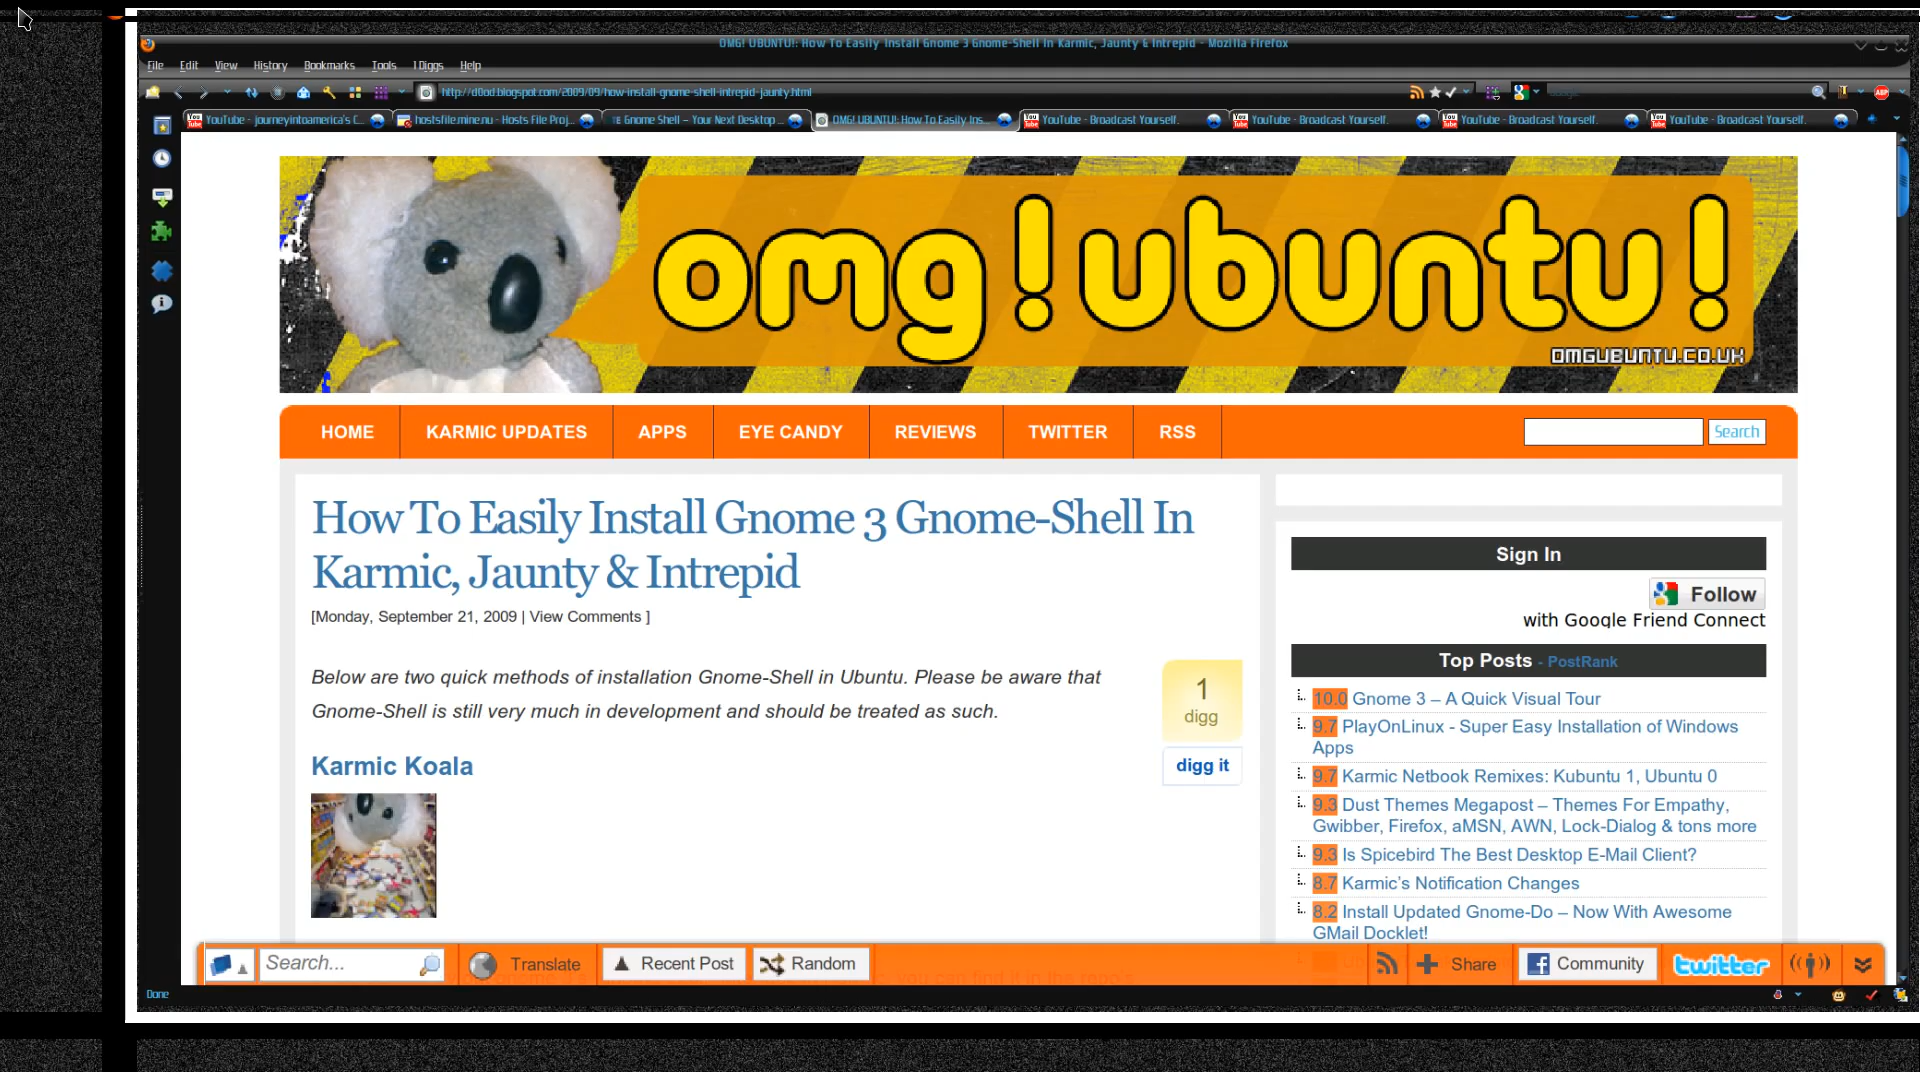 OMG! UBUNTU!: How To Easily Install Gnome 3 Gnome-Shell In Karmic, Jaunty & Intrepid - Mozilla Firefox
File Edit View History Bookmarks Tools 1 Diggs Help
http://d0od.blogspot.com/2009/09/how-install-gnome-shell-intrepid-jaunty.html
YouTube - journeyintoamerica's C... hostsfile.mine.nu - Hosts File Proj... Gnome Shell – Your Next Desktop ... OMG! UBUNTU!: How To Easily Ins... YouTube - Broadcast Yourself. YouTube - Broadcast Yourself. YouTube - Broadcast Yourself. YouTube - Broadcast Yourself.
omg!ubuntu!
OMGUBUNTU.CO.UK
HOME KARMIC UPDATES APPS EYE CANDY REVIEWS TWITTER RSS Search
How To Easily Install Gnome 3 Gnome-Shell In
Karmic, Jaunty & Intrepid
[Monday, September 21, 2009 | View Comments ]
Below are two quick methods of installation Gnome-Shell in Ubuntu. Please be aware that
Gnome-Shell is still very much in development and should be treated as such.
1
digg
digg it
Karmic Koala
Sign In
Follow
with Google Friend Connect
Top Posts - PostRank
10.0 Gnome 3 – A Quick Visual Tour
9.7 PlayOnLinux - Super Easy Installation of Windows
Apps
9.7 Karmic Netbook Remixes: Kubuntu 1, Ubuntu 0
9.3 Dust Themes Megapost – Themes For Empathy,
Gwibber, Firefox, aMSN, AWN, Lock-Dialog & tons more
9.3 Is Spicebird The Best Desktop E-Mail Client?
8.7 Karmic's Notification Changes
8.2 Install Updated Gnome-Do – Now With Awesome
GMail Docklet!
Search... Translate Recent Post Random Share Community twitter
Done